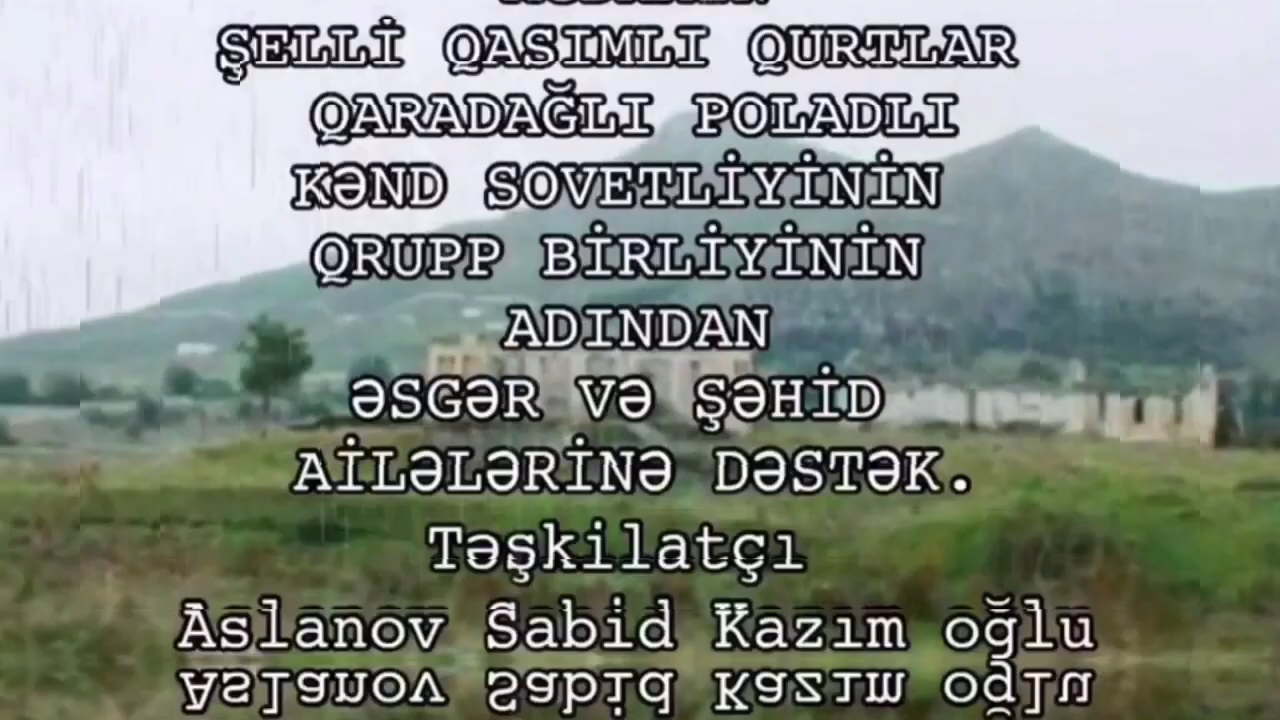 ŞELLİ QASIMLI QURTLAR
QARADAĞLI POLADLI
KƏND SOVETLİYİNİN
QRUPP BİRLİYİNİN
ADINDAN
ƏSGƏR VƏ ŞƏHİD
AİLƏLƏRİNƏ DƏSTƏK.
Təşkilatçı
Aslanov Sabid Kazım oğlu